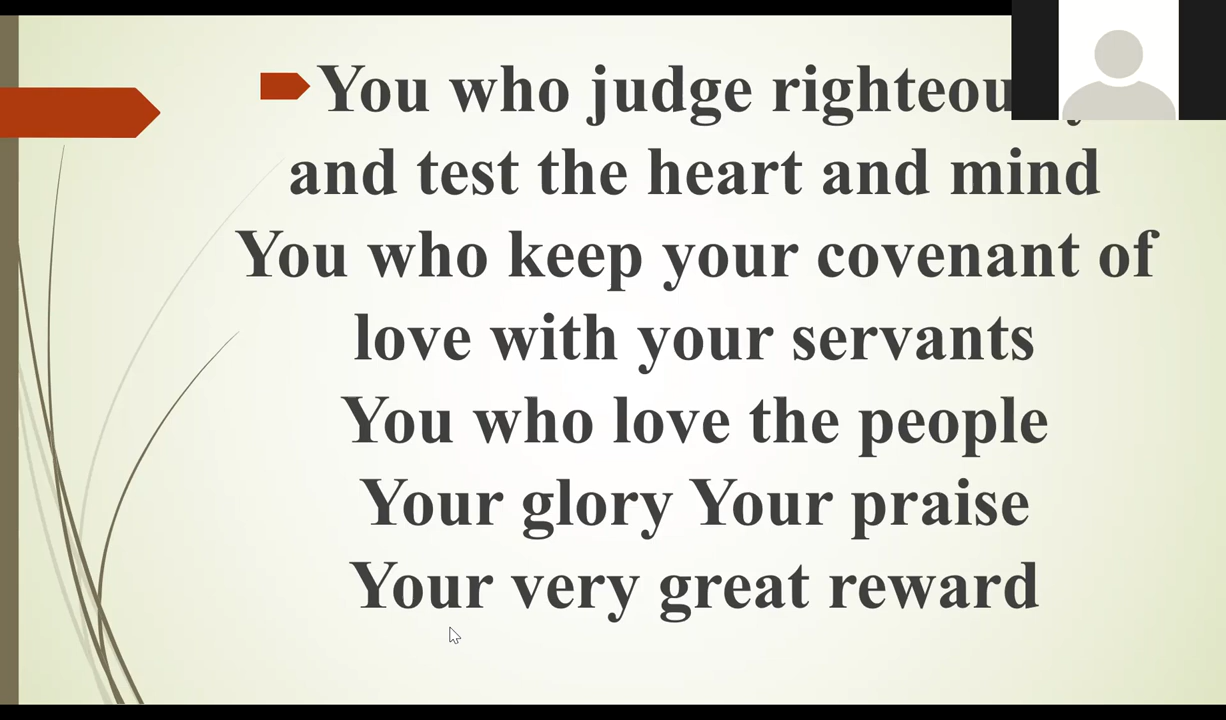 You who judge
and test the heart and mind
You who keep your covenant of
love with your servants
You who love the people
Your glory Your praise
Your very great reward